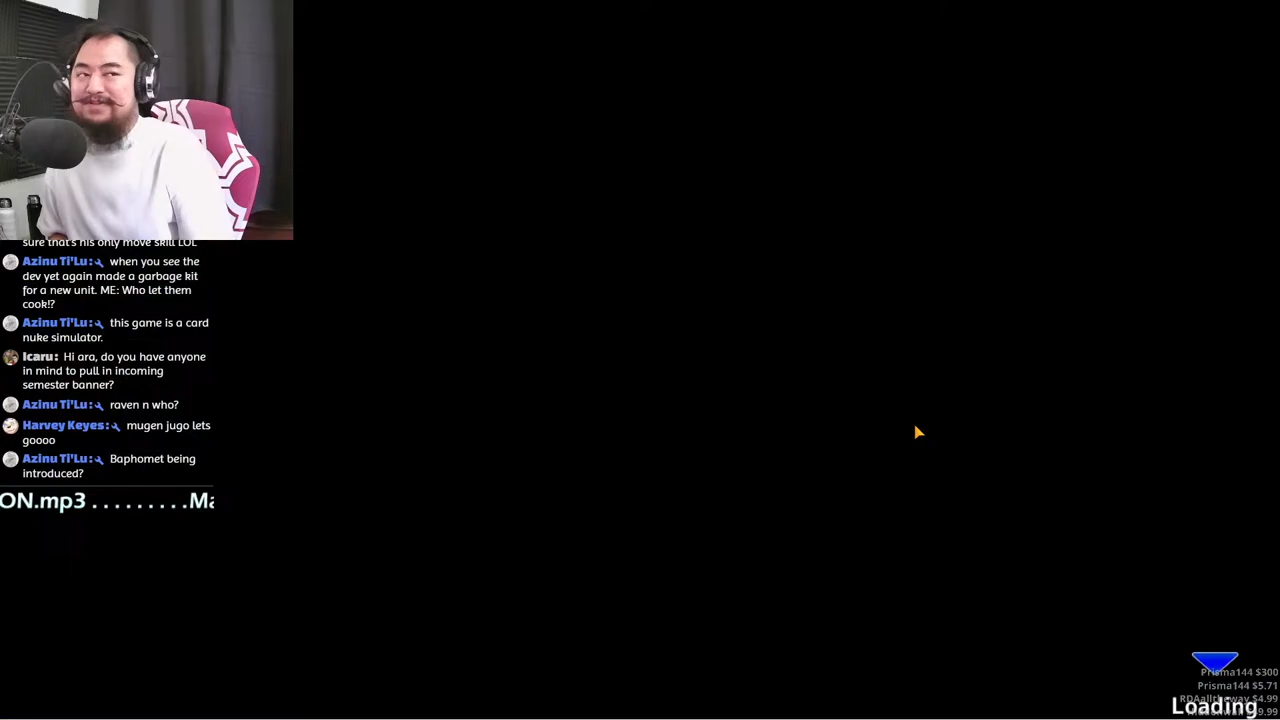 sure that's his only move skill LOL
Azinu Ti'Lu: when you see the
dev yet again made a garbage kit
for a new unit. ME: Who let them
cook!?
Azinu Ti'Lu: this game is a card
nuke simulator.
Icaru: Hi ara, do you have anyone
in mind to pull in incoming
semester banner?
Azinu Ti'Lu: raven n who?
Harvey Keyes: mugen jugo lets
goooo
Azinu Ti'Lu: Baphomet being
introduced?
ON.mp3 . . . . . . . . .Ma
Prisma144 $300
Prisma144 $5.71
RDAalltheway $4.99
Loading